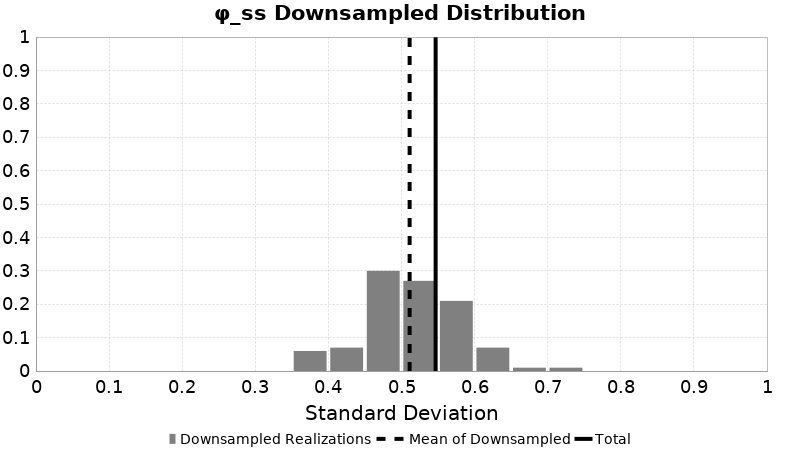 φ_ss Downsampled Distribution
1
0.9
0.8
0.7
0.6
0.5
0.4
0.3
0.2
0.1
0
0 0.1 0.2 0.3 0.4 0.5 0.6 0.7 0.8 0.9 1
Standard Deviation
Downsampled Realizations Mean of Downsampled Total